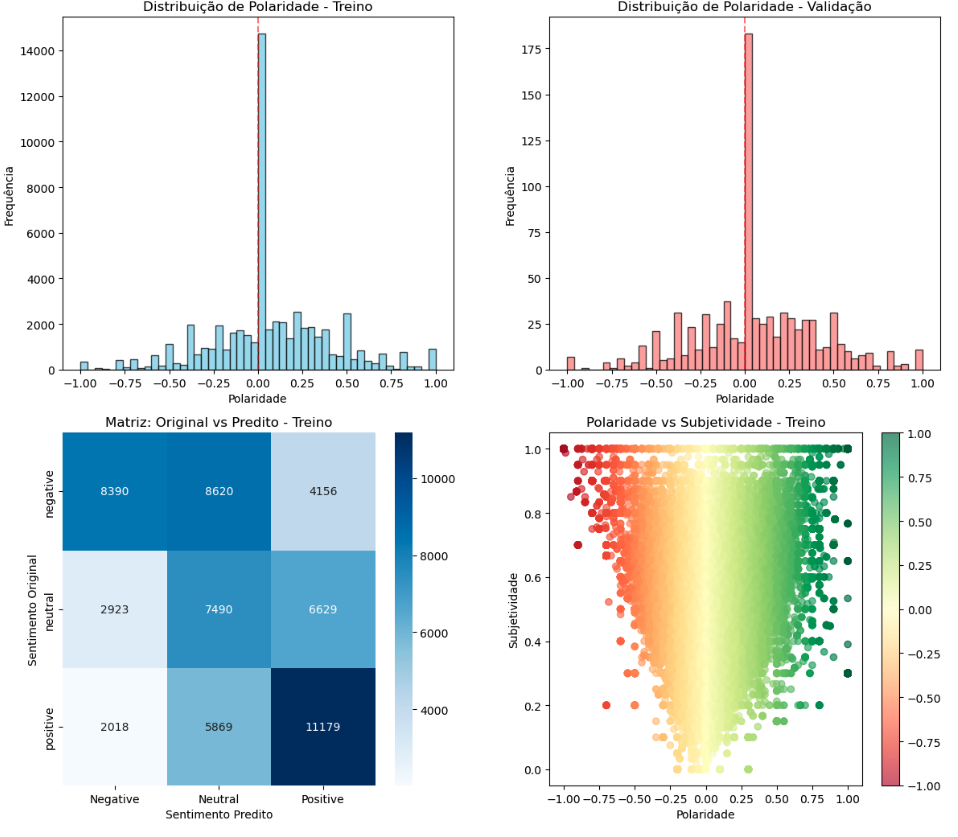 Distribuição de Polaridade - Treino
14000
12000
10000
8000
6000
4000
2000
0
Frequência
−1.00 −0.75 −0.50 −0.25 0.00 0.25 0.50 0.75 1.00
Polaridade
Distribuição de Polaridade - Validação
175
150
125
100
75
50
25
0
Frequência
−1.00 −0.75 −0.50 −0.25 0.00 0.25 0.50 0.75 1.00
Polaridade
Matriz: Original vs Predito - Treino
Sentimento Original
negative
8390 8620 4156
neutral
2923 7490 6629
positive
2018 5869 11179
Negative Neutral Positive
Sentimento Predito
10000
8000
6000
4000
Polaridade vs Subjetividade - Treino
1.0
0.8
0.6
0.4
0.2
0.0
Subjetividade
−1.00 −0.75 −0.50 −0.25 0.00 0.25 0.50 0.75 1.00
Polaridade
1.00
0.75
0.50
0.25
0.00
−0.25
−0.50
−0.75
−1.00